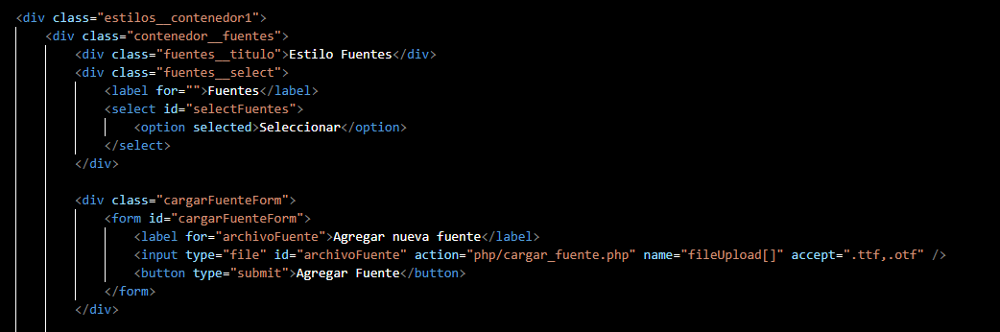 <div class="estilos__contenedor1">
<div class="contenedor__fuentes">
<div class="fuentes__titulo">Estilo Fuentes</div>
<div class="fuentes__select">
<label for="">Fuentes</label>
<select id="selectFuentes">
<option selected>Seleccionar</option>
</select>
</div>
<div class="cargarFuenteForm">
<form id="cargarFuenteForm">
<label for="archivoFuente">Agregar nueva fuente</label>
<input type="file" id="archivoFuente" action="php/cargar_fuente.php" name="fileUpload[]" accept=".ttf,.otf" />
<button type="submit">Agregar Fuente</button>
</form>
</div>